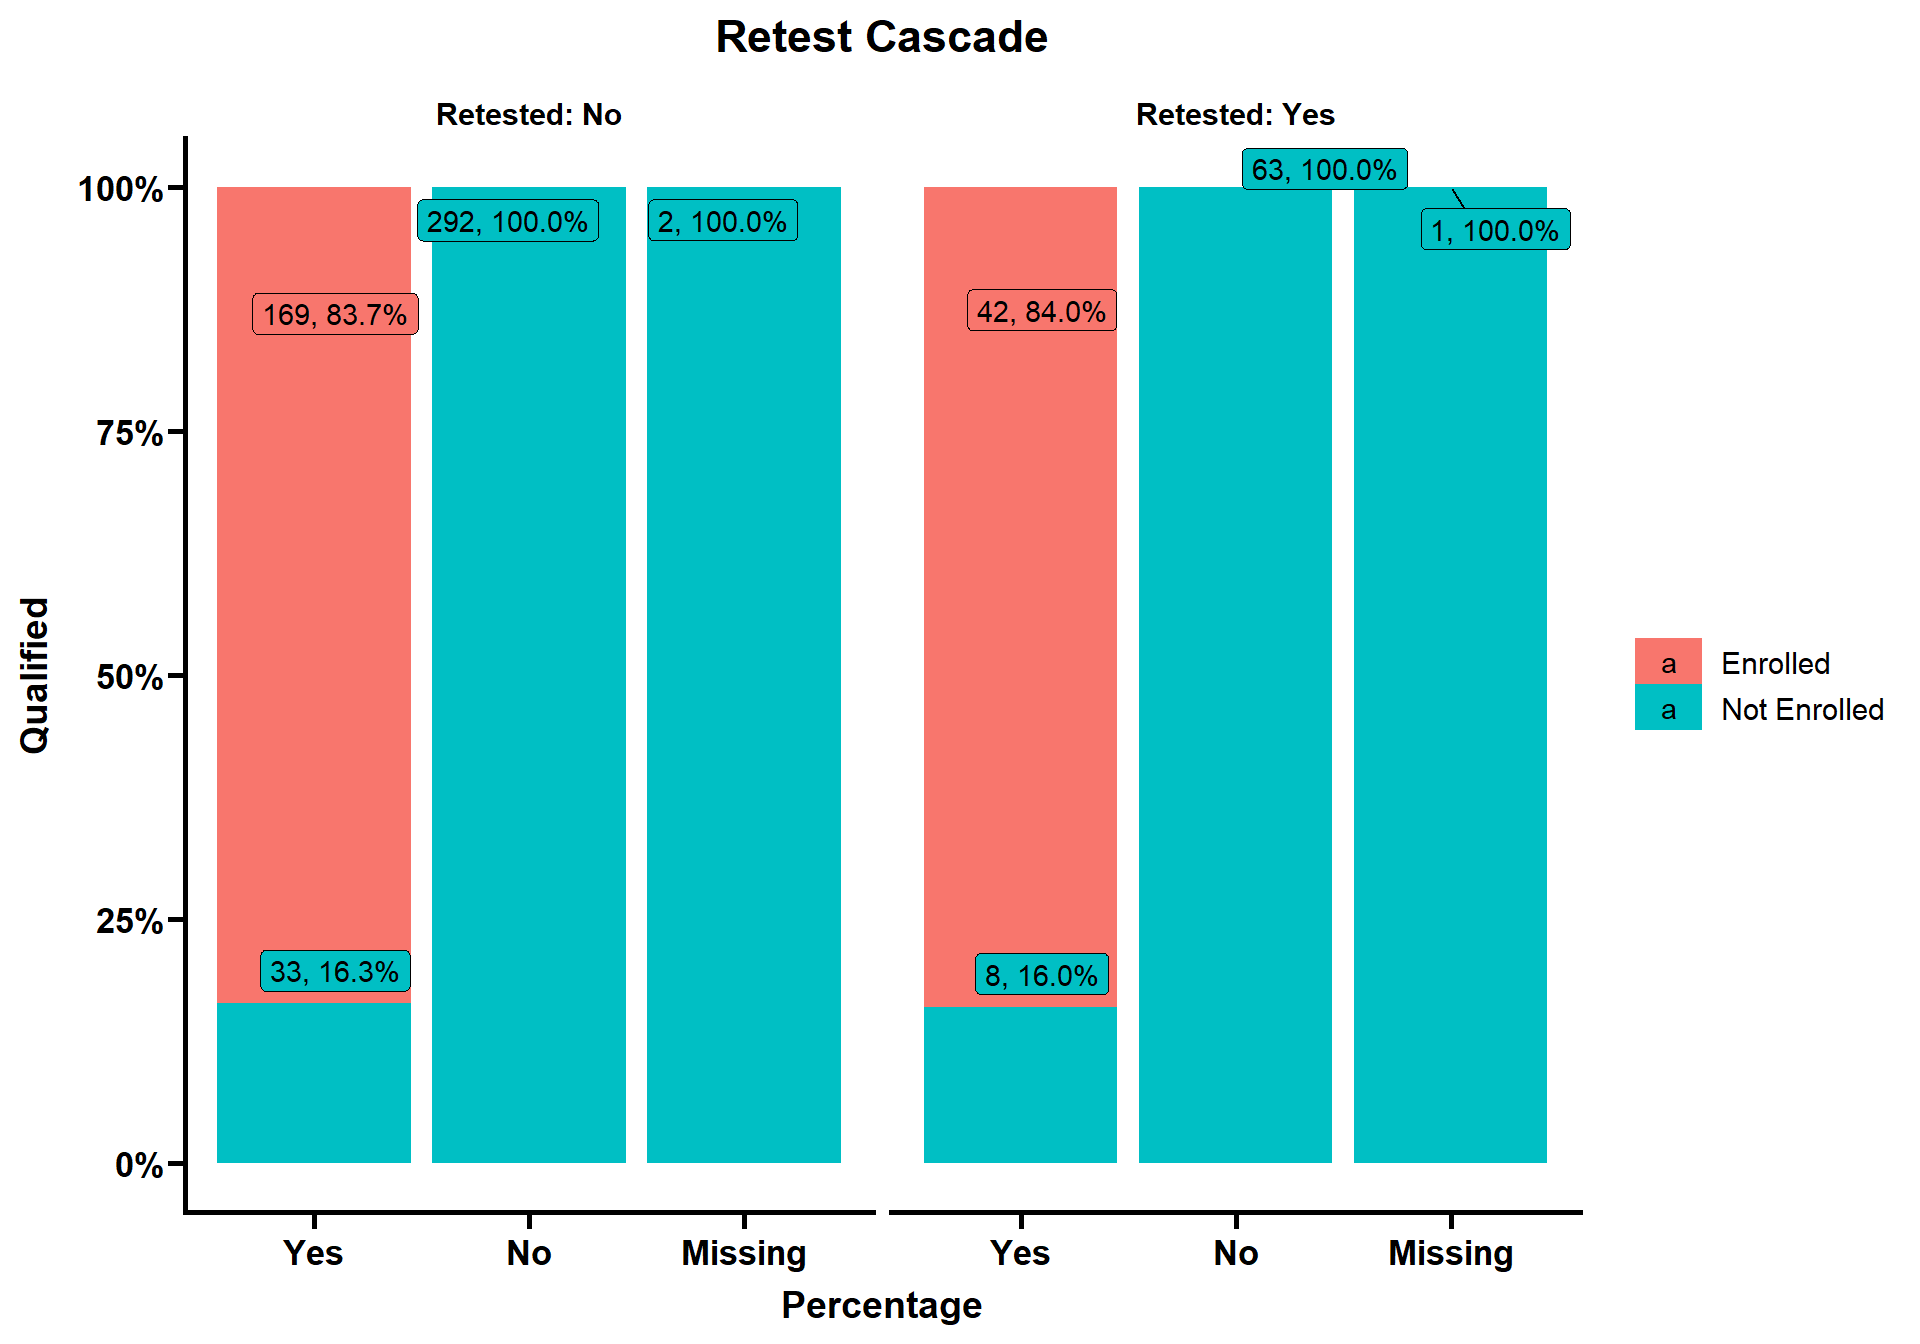 Retest Cascade
Retested: No
Retested: Yes
100%
75%
50%
25%
0%
Qualified
292, 100.0%
2, 100.0%
169, 83.7%
33, 16.3%
63, 100.0%
1, 100.0%
42, 84.0%
8, 16.0%
a Enrolled
a Not Enrolled
Yes No Missing
Yes No Missing
Percentage